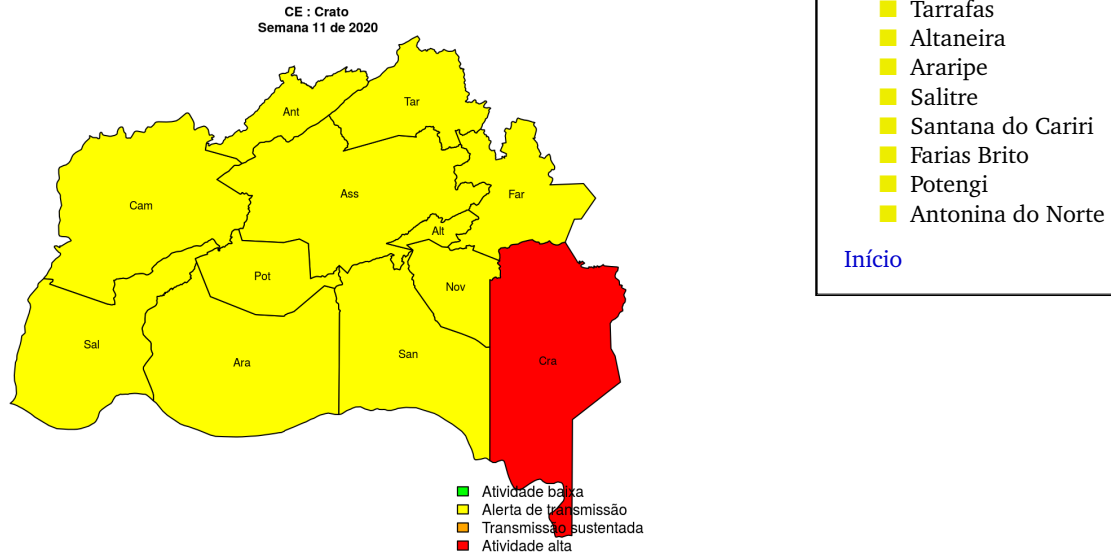 CE : Crato
Semana 11 de 2020
Ant
Tar
Cam
Ass
Far
Alt
Pot
Nov
Sal
Ara
San
Cra
Atividade baixa
Alerta de transmissão
Transmissão sustentada
Atividade alta
Tarrafas
Altaneira
Araripe
Salitre
Santana do Cariri
Farias Brito
Potengi
Antonina do Norte
Início